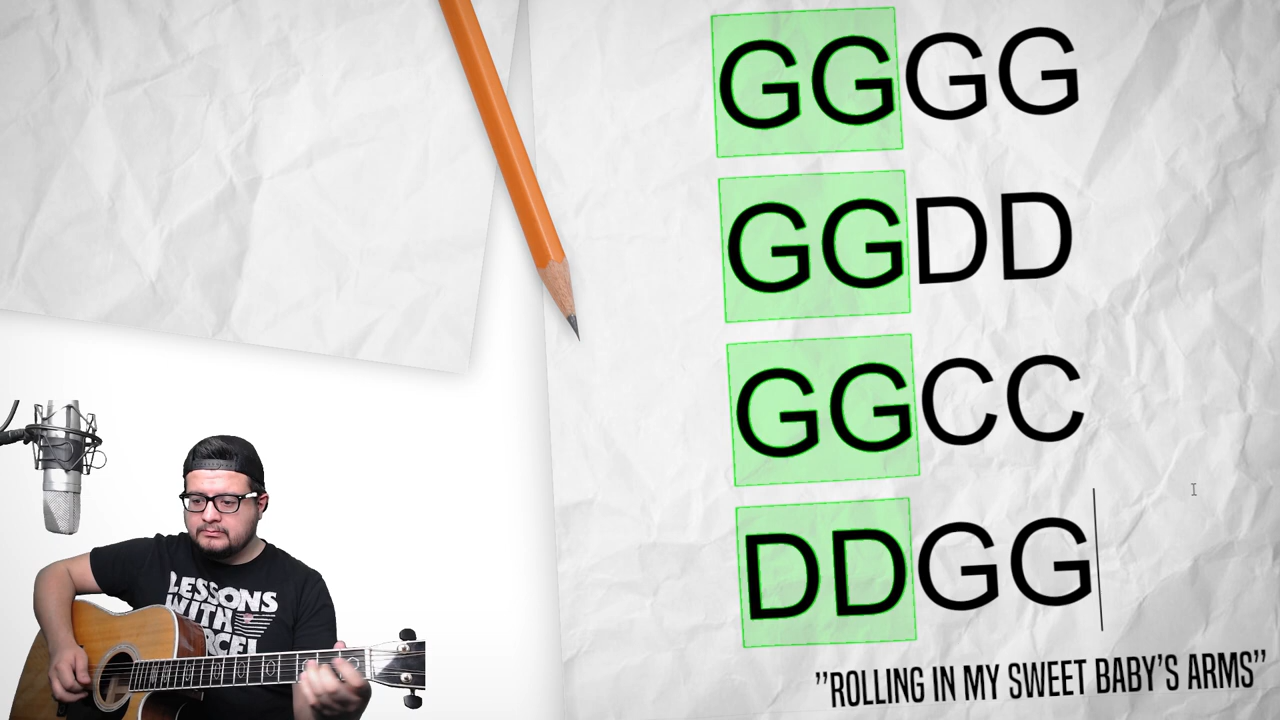 GGGG
GGDD
GGCC
DDGG
"ROLLING IN MY SWEET BABY'S ARMS"
LESSONS
WITH